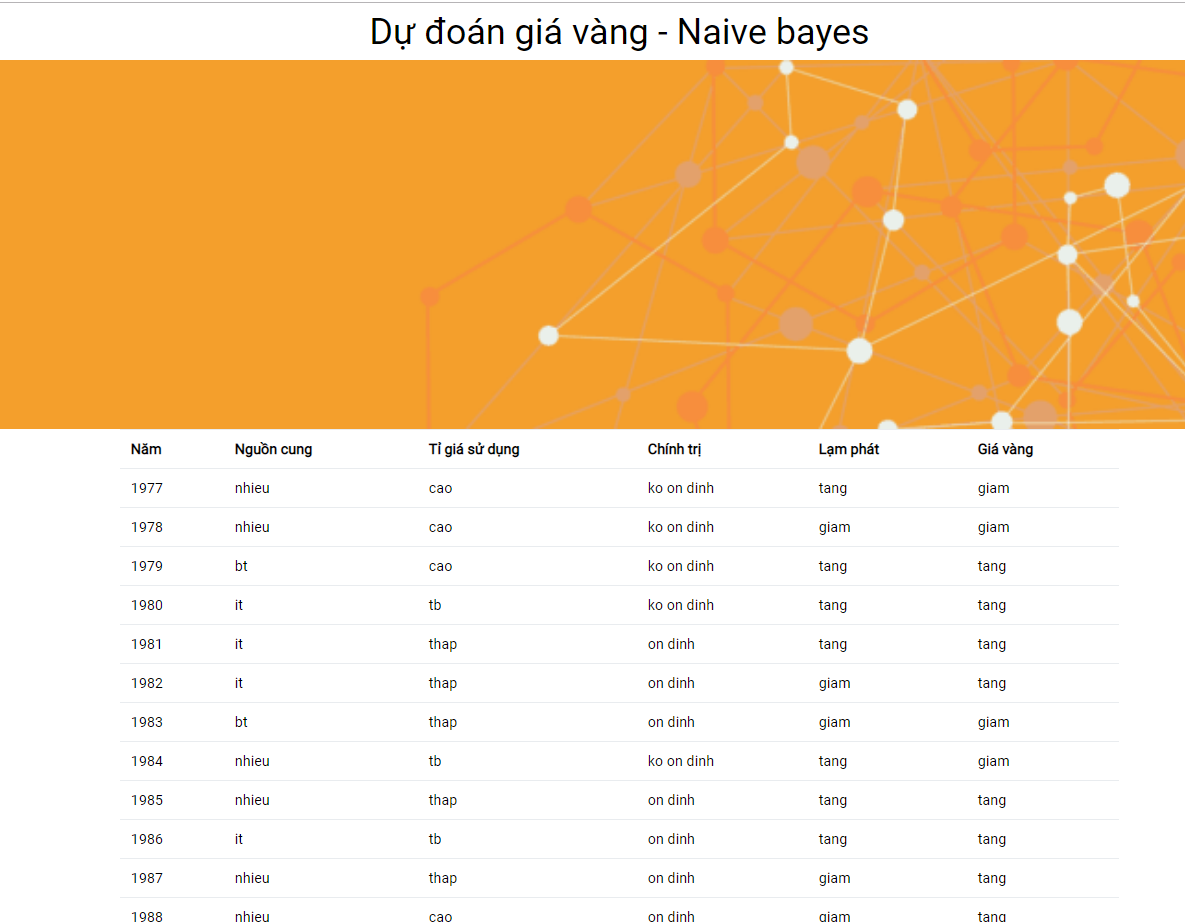 Dự đoán giá vàng - Naive bayes
Năm Nguồn cung Tỉ giá sử dụng Chính trị Lạm phát Giá vàng
1977 nhieu cao ko on dinh tang giam
1978 nhieu cao ko on dinh giam giam
1979 bt cao ko on dinh tang tang
1980 it tb ko on dinh tang tang
1981 it thap on dinh tang tang
1982 it thap on dinh giam tang
1983 bt thap on dinh giam giam
1984 nhieu tb ko on dinh tang giam
1985 nhieu thap on dinh tang tang
1986 it tb on dinh tang tang
1987 nhieu thap on dinh giam tang
1988 nhieu cao on dinh giam tang